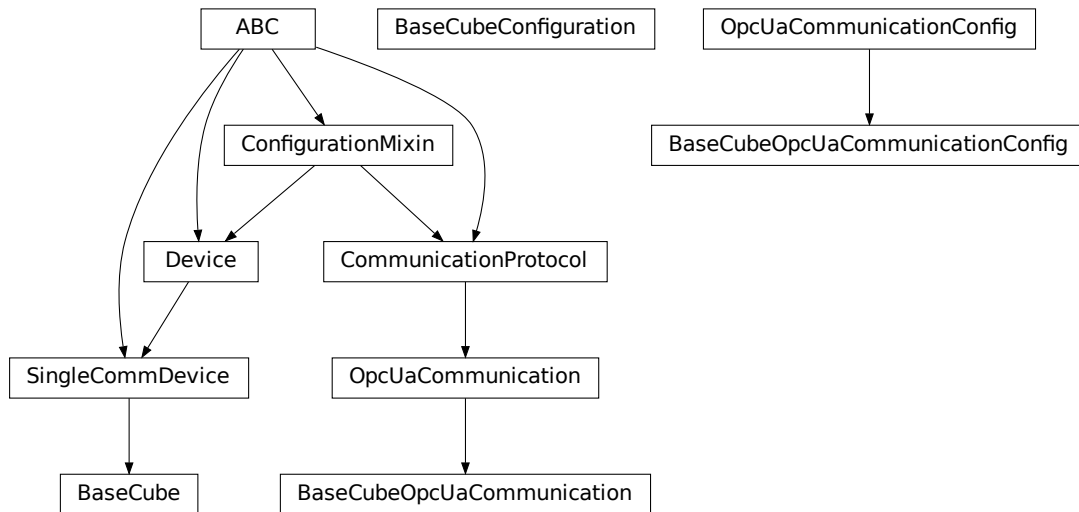 ABC
BaseCubeConfiguration
OpcUaCommunicationConfig
ConfigurationMixin
BaseCubeOpcUaCommunicationConfig
Device
CommunicationProtocol
SingleCommDevice
OpcUaCommunication
BaseCube
BaseCubeOpcUaCommunication